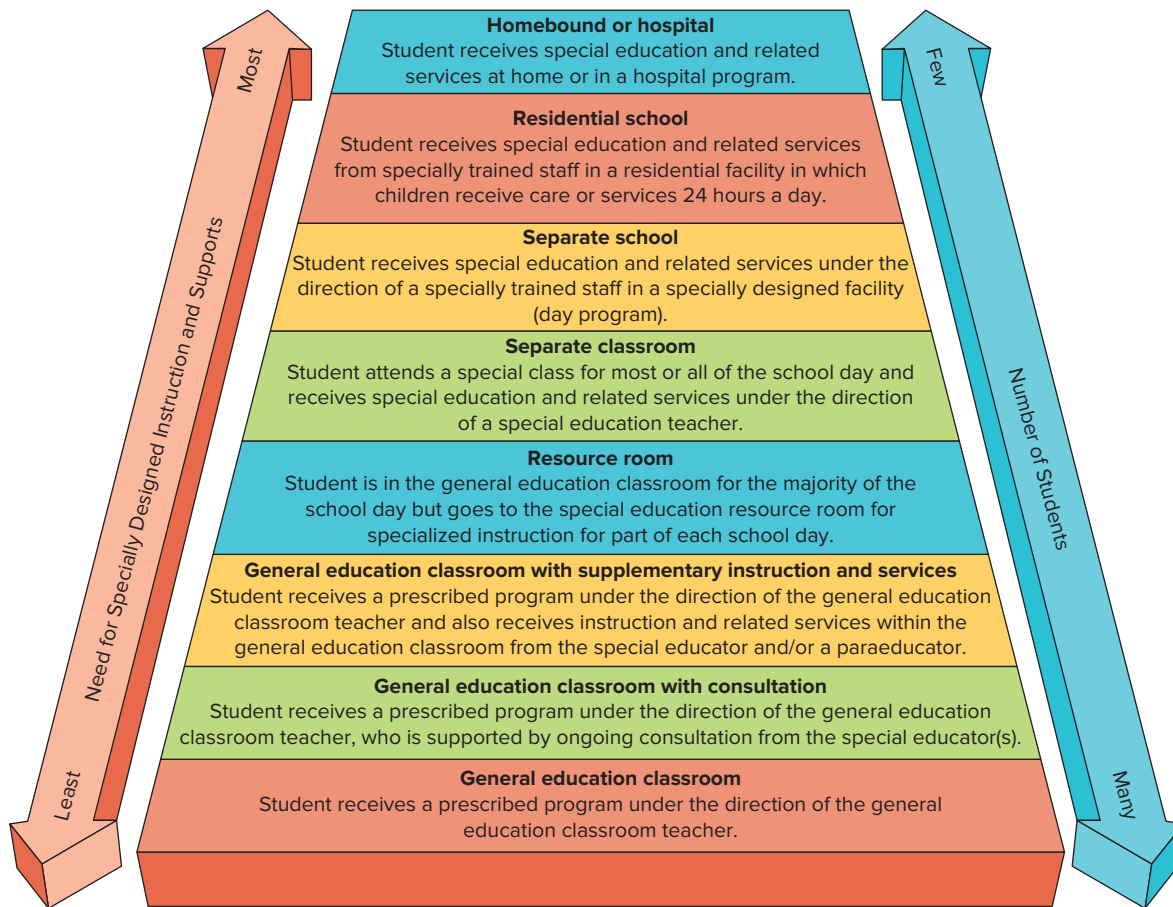 Homebound or hospital
Student receives special education and related
services at home or in a hospital program.
Residential school
Student receives special education and related services
from specially trained staff in a residential facility in which
children receive care or services 24 hours a day.
Separate school
Student receives special education and related services under the
direction of a specially trained staff in a specially designed facility
(day program).
Separate classroom
Student attends a special class for most or all of the school day and
receives special education and related services under the direction
of a special education teacher.
Resource room
Student is in the general education classroom for the majority of the
school day but goes to the special education resource room for
specialized instruction for part of each school day.
General education classroom with supplementary instruction and services
Student receives a prescribed program under the direction of the general education
classroom teacher and also receives instruction and related services within the
general education classroom from the special educator and/or a paraeducator.
General education classroom with consultation
Student receives a prescribed program under the direction of the general education
classroom teacher, who is supported by ongoing consultation from the special educator(s).
General education classroom
Student receives a prescribed program under the direction of the general
education classroom teacher.
Most
Need for Specially Designed Instruction and Supports
Least
Few
Number of Students
Many